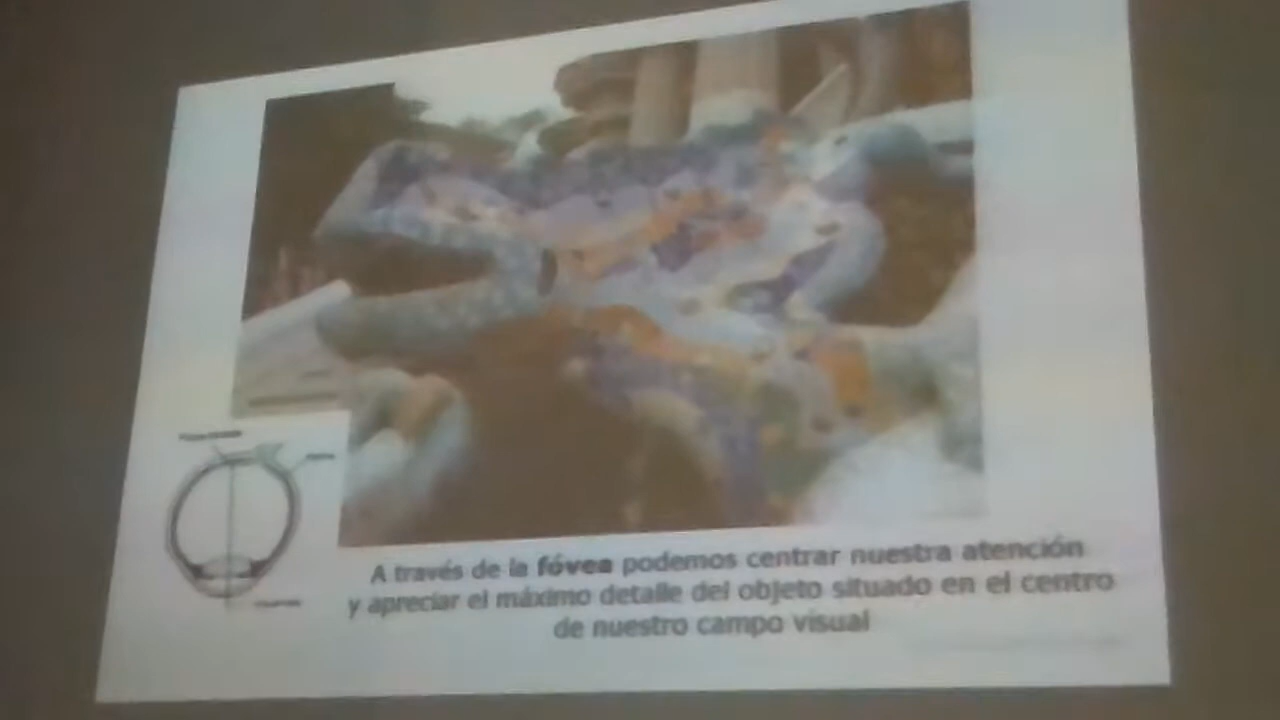 A través de la fóvea podemos centrar nuestra atención
y apreciar el máximo detalle del objeto situado en el centro
de nuestro campo visual